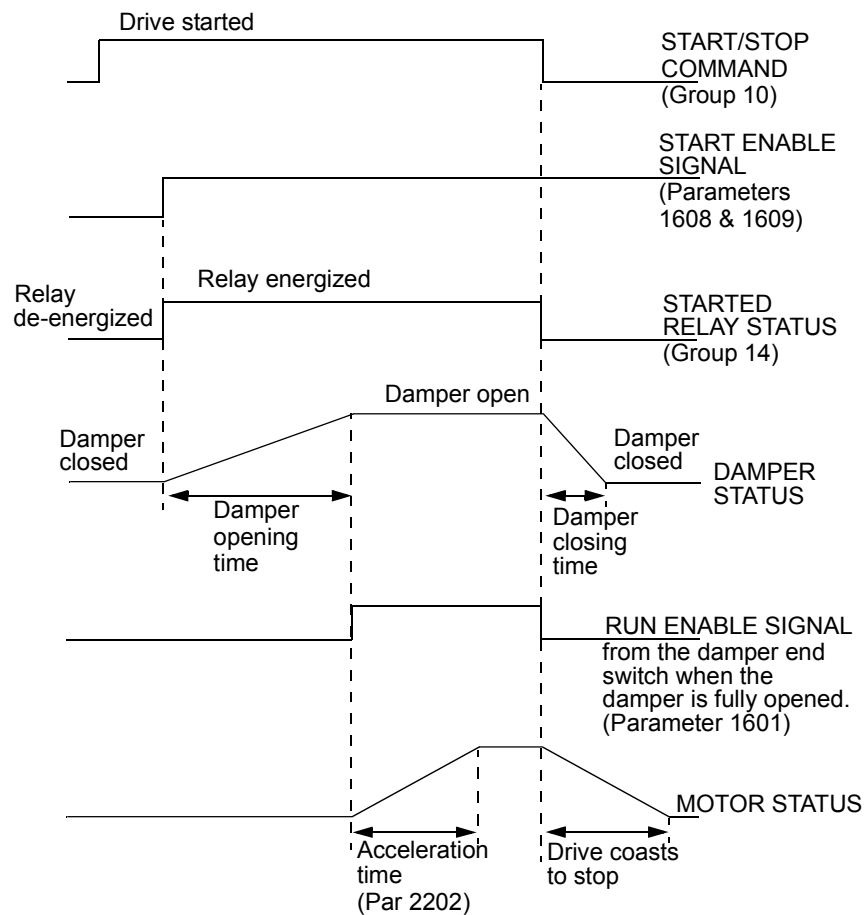 Drive started
START/STOP
COMMAND
(Group 10)
START ENABLE
SIGNAL
(Parameters
1608 & 1609)
Relay
de-energized
Relay energized
STARTED
RELAY STATUS
(Group 14)
Damper
closed
Damper open
Damper
closed
DAMPER
STATUS
Damper
opening
time
Damper
closing
time
RUN ENABLE SIGNAL
from the damper end
switch when the
damper is fully opened.
(Parameter 1601)
MOTOR STATUS
Acceleration
time
(Par 2202)
Drive coasts
to stop